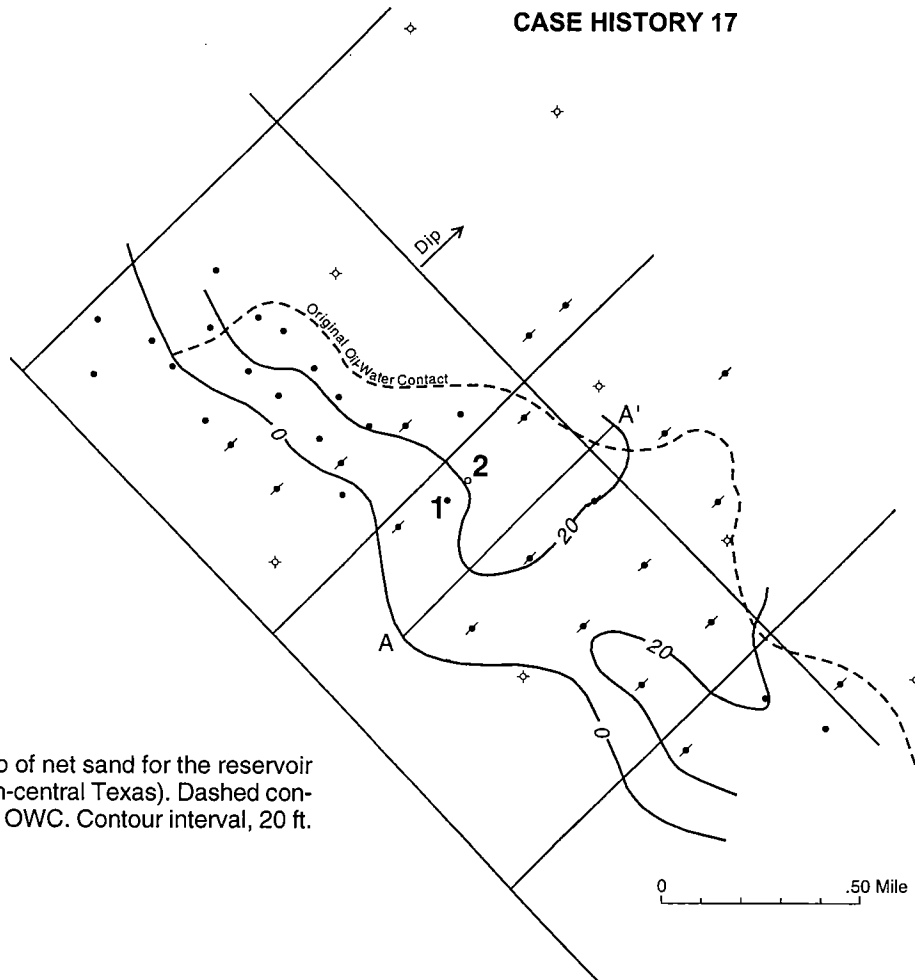 CASE HISTORY 17
Dip
Original Oil-Water Contact
0
2
1
A'
20
A
20
0
of net sand for the reservoir
-central Texas). Dashed con-
OWC. Contour interval, 20 ft.
0 .50 Mile